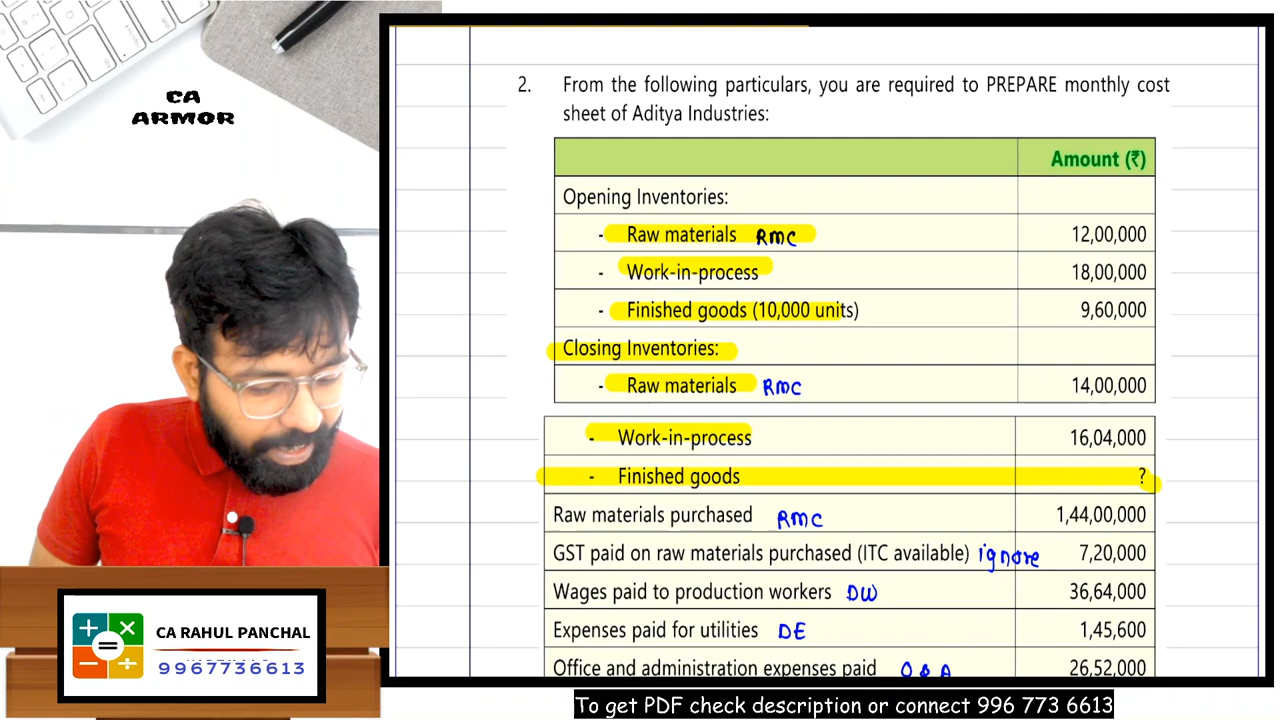 CA
ARMOR
2. From the following particulars, you are required to PREPARE monthly cost
sheet of Aditya Industries:
Amount (₹)
Opening Inventories:
- Raw materials RMC 12,00,000
- Work-in-process 18,00,000
- Finished goods (10,000 units) 9,60,000
Closing Inventories:
- Raw materials RMC 14,00,000
- Work-in-process 16,04,000
- Finished goods ?
Raw materials purchased RMC 1,44,00,000
GST paid on raw materials purchased (ITC available) ignore 7,20,000
Wages paid to production workers DW 36,64,000
Expenses paid for utilities DE 1,45,600
Office and administration expenses paid O & A 26,52,000
CA RAHUL PANCHAL
9967736613
To get PDF check description or connect 996 773 6613